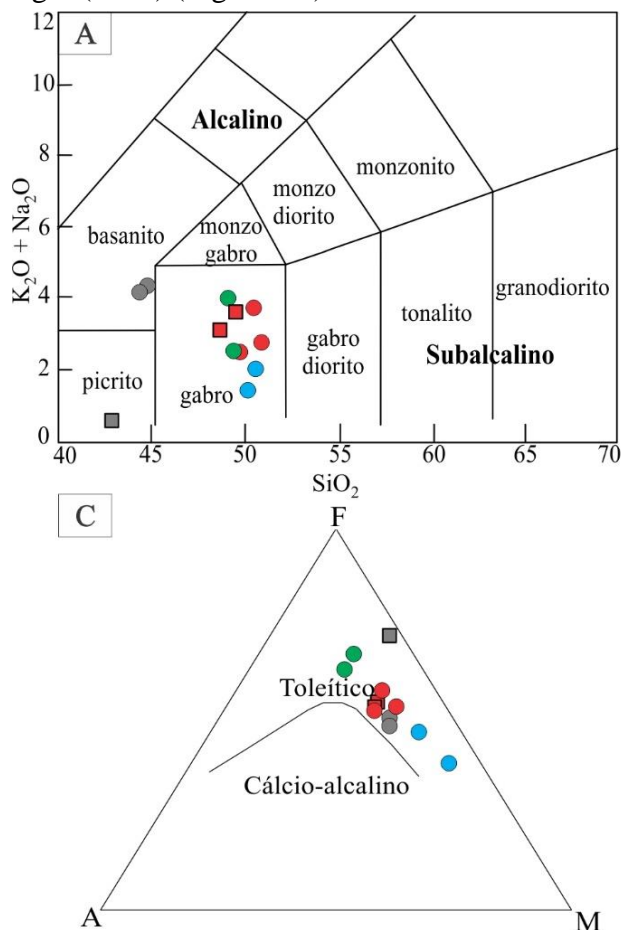 A
12
10
8
6
4
2
0
K2O + Na2O
Alcalino
monzonito
monzo
diorito
basanito
monzo
gabro
granodiorito
tonalito
gabro
diorito
Subalcalino
picrito
gabro
40
45
50
55
60
65
70
SiO2
C
F
Toleítico
Cálcio-alcalino
A
M